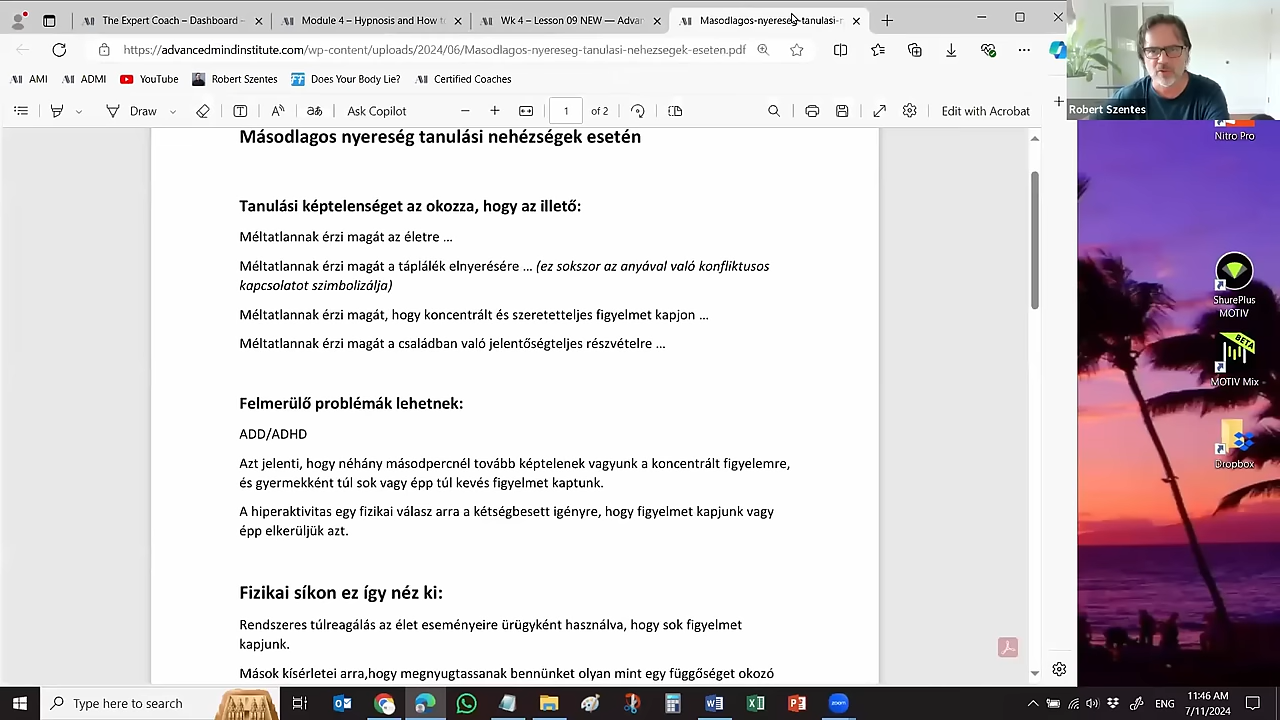 The Expert Coach – Dashboard –
Module 4 – Hypnosis and How to
Wk 4 – Lesson 09 NEW — Advan
Masodlagos-nyereseg-tanulasi-n
https://advancedmindinstitute.com/wp-content/uploads/2024/06/Masodlagos-nyereseg-tanulasi-nehezsegek-eseten.pdf
AMI
ADMI
YouTube
Robert Szentes
Does Your Body Lie?
Certified Coaches
Draw
Ask Copilot
1
of 2
Edit with Acrobat
Robert Szentes
Másodlagos nyereség tanulási nehézségek esetén
Tanulási képtelenséget az okozza, hogy az illető:
Méltatlannak érzi magát az életre ...
Méltatlannak érzi magát a táplálék elnyerésére ... (ez sokszor az anyával való konfliktusos
kapcsolatot szimbolizálja)
Méltatlannak érzi magát, hogy koncentrált és szeretetteljes figyelmet kapjon ...
Méltatlannak érzi magát a családban való jelentőségteljes részvételre ...
Felmerülő problémák lehetnek:
ADD/ADHD
Azt jelenti, hogy néhány másodpercnél tovább képtelenek vagyunk a koncentrált figyelemre,
és gyermekként túl sok vagy épp túl kevés figyelmet kaptunk.
A hiperaktivitas egy fizikai válasz arra a kétségbesett igényre, hogy figyelmet kapjunk vagy
épp elkerüljük azt.
Fizikai síkon ez így néz ki:
Rendszeres túlreagálás az élet eseményeire ürügyként használva, hogy sok figyelmet
kapjunk.
Mások kísérletei arra,hogy megnyugtassanak bennünket olyan mint egy függőséget okozó
Nitro Pro
ShurePlus
MOTIV
BETA
MOTIV Mix -
Dropbox
Type here to search
zoom
ENG
11:46 AM
7/11/2024